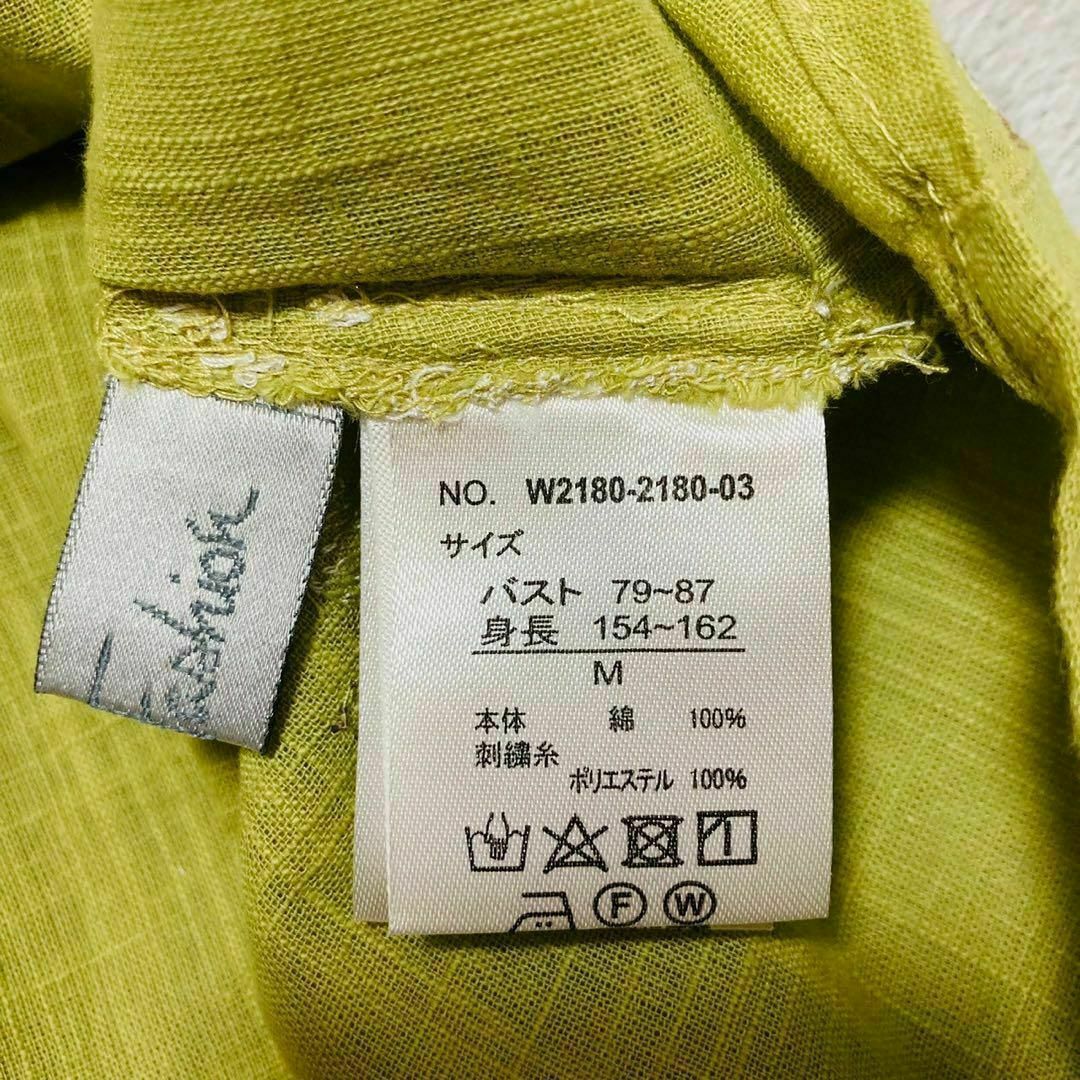 Fashion
NO. W2180-2180-03
サイズ
バスト 79~87
身長 154~162
M
本体 綿 100%
刺繍糸
ポリエステル 100%
F W